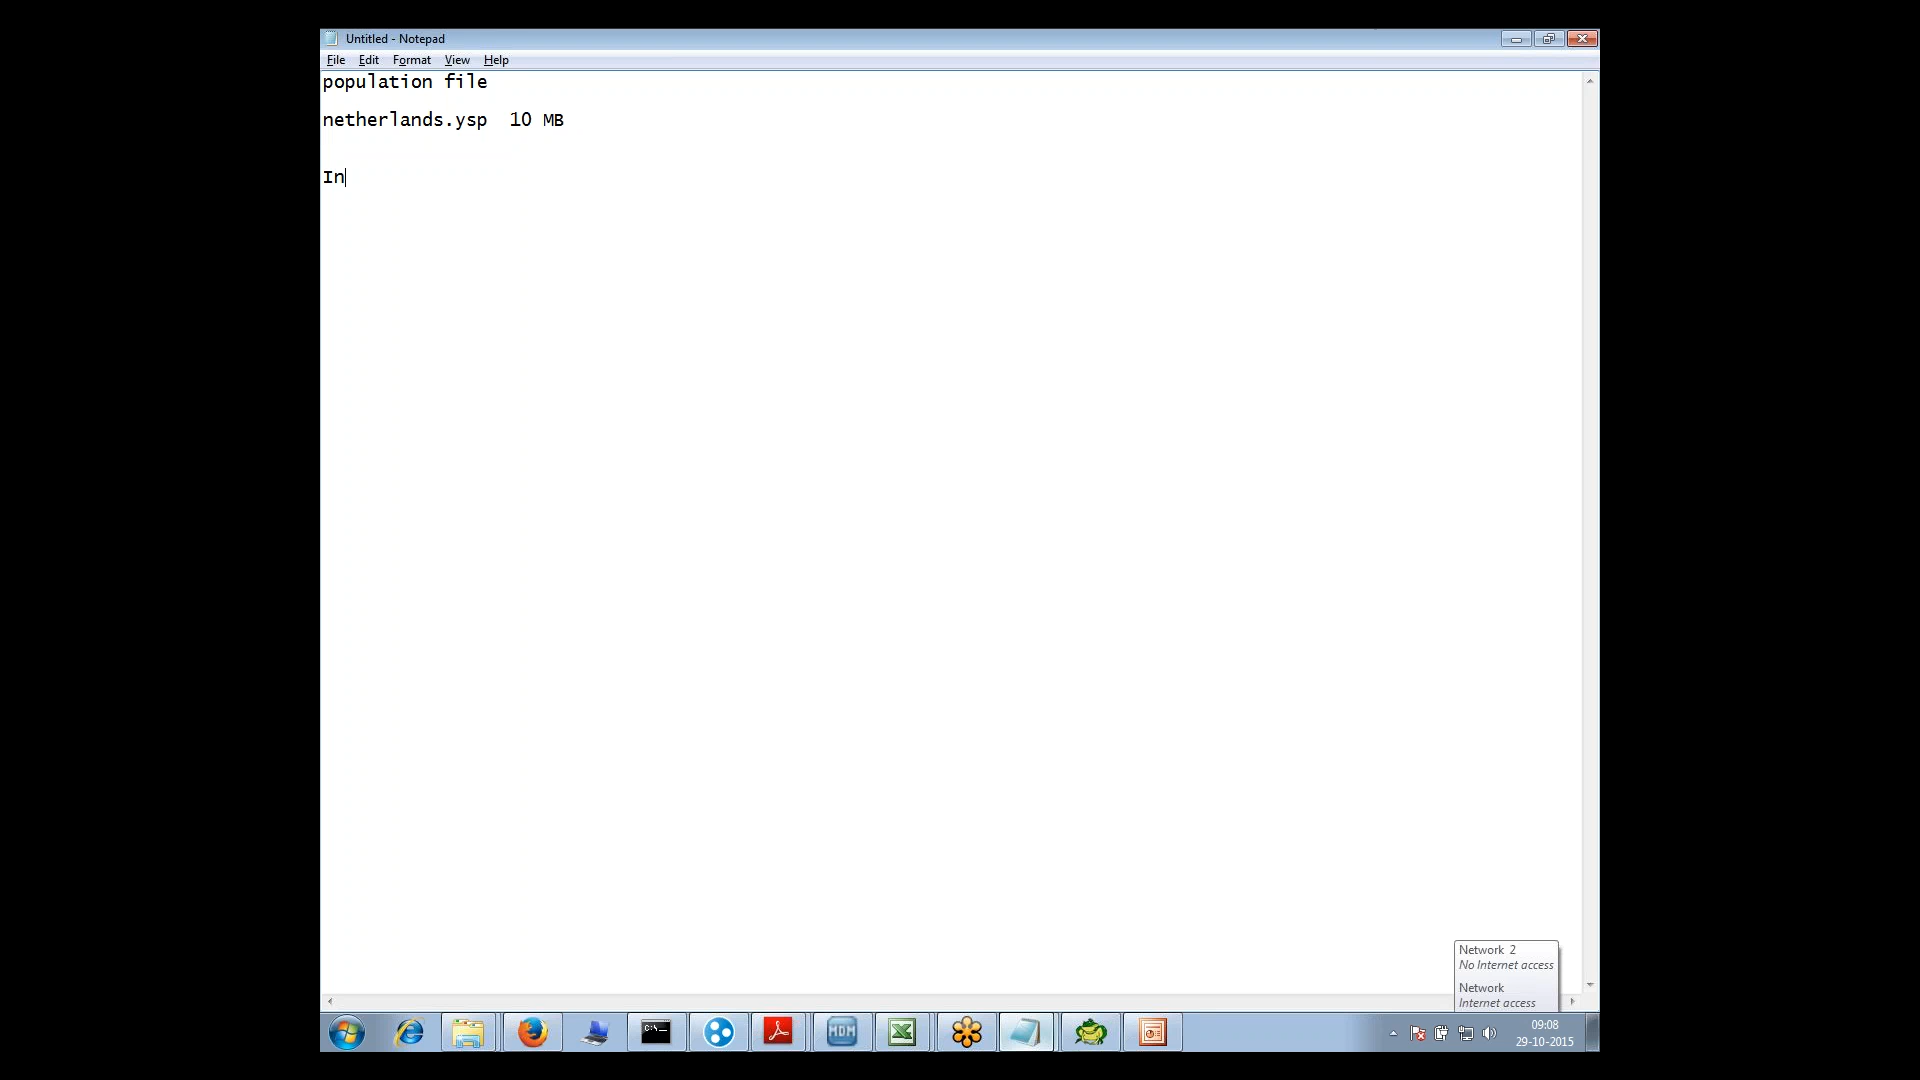 Untitled - Notepad
File Edit Format View Help
population file
netherlands.ysp  10 MB
In
Network 2
No Internet access
Network
Internet access
C:\_
MDM
09:08
29-10-2015